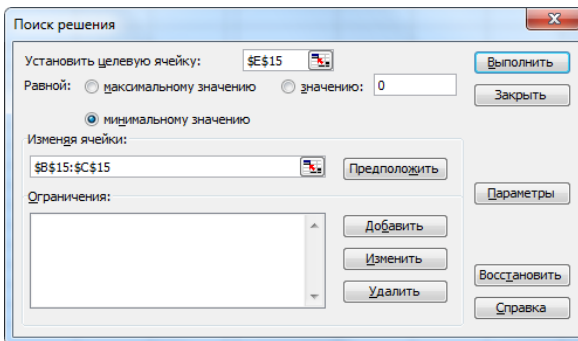 Поиск решения
Установить целевую ячейку: $E$15
Равной: максимальному значению значению: 0
минимальному значению
Изменяя ячейки:
$B$15:$C$15
Предположить
Ограничения:
Добавить
Изменить
Удалить
Выполнить
Закрыть
Параметры
Восстановить
Справка